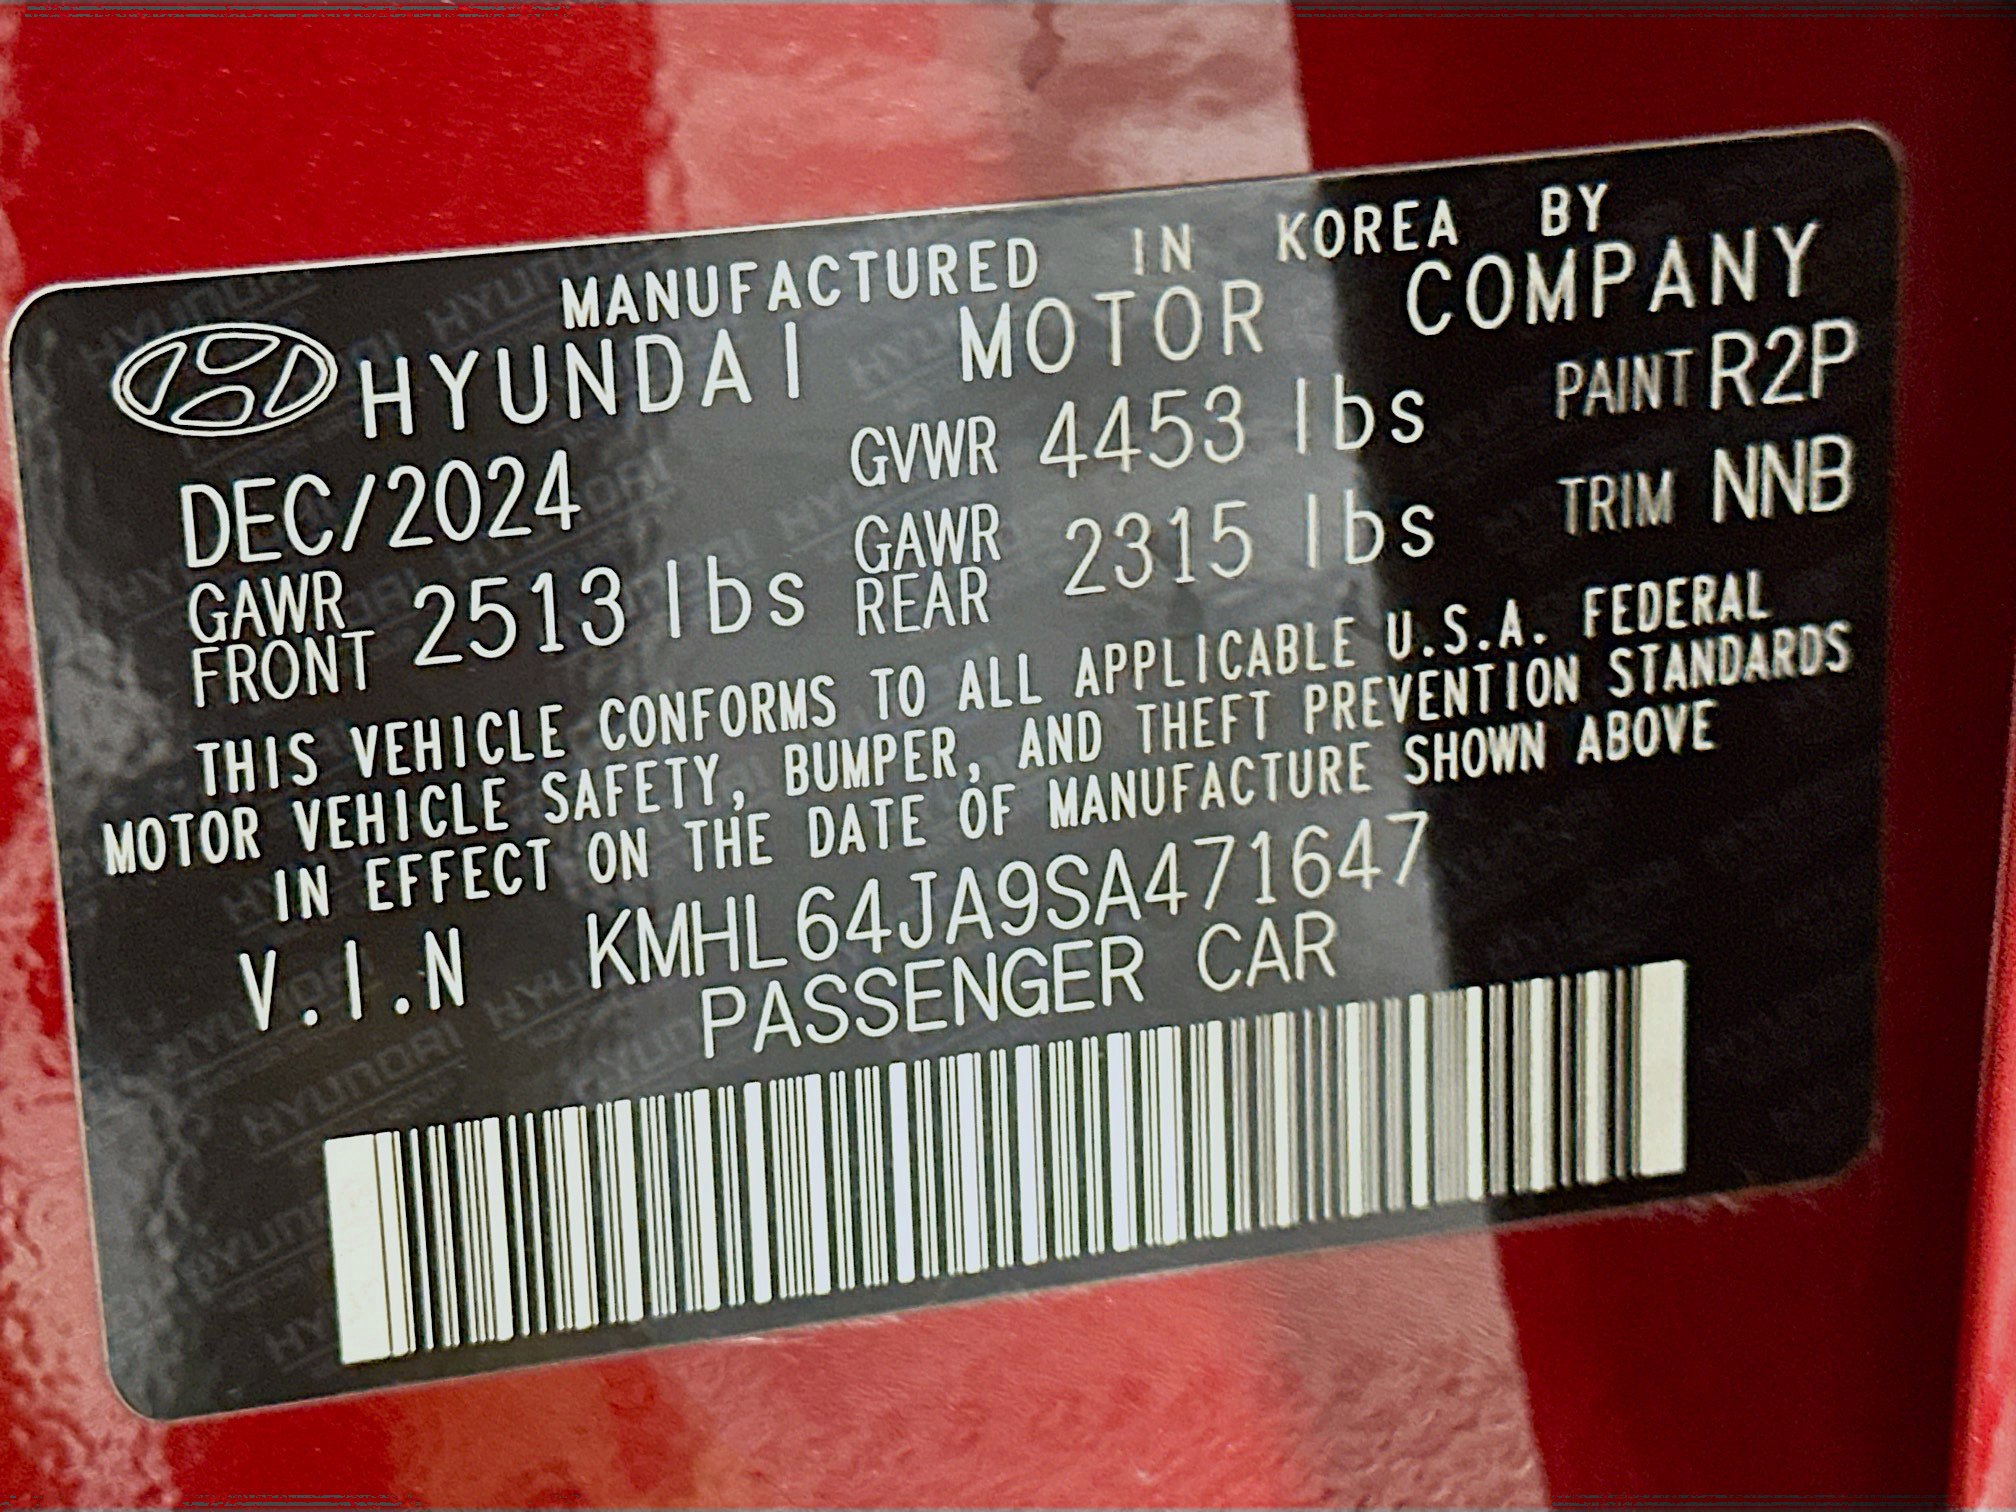 MANUFACTURED IN KOREA BY
HYUNDAI MOTOR COMPANY
DEC/2024 GVWR 4453 lbs PAINT R2P
GAWR FRONT 2513 lbs GAWR REAR 2315 lbs TRIM NNB
THIS VEHICLE CONFORMS TO ALL APPLICABLE U.S.A. FEDERAL
MOTOR VEHICLE SAFETY, BUMPER, AND THEFT PREVENTION STANDARDS
IN EFFECT ON THE DATE OF MANUFACTURE SHOWN ABOVE
V.I.N KMHL64JA9SA471647
PASSENGER CAR